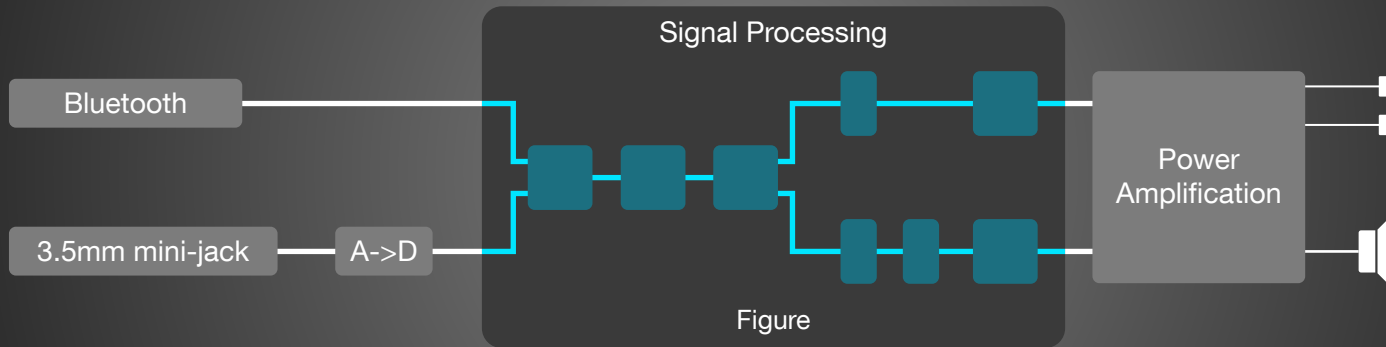 Signal Processing
Bluetooth
3.5mm mini-jack
A->D
Power
Amplification
Figure